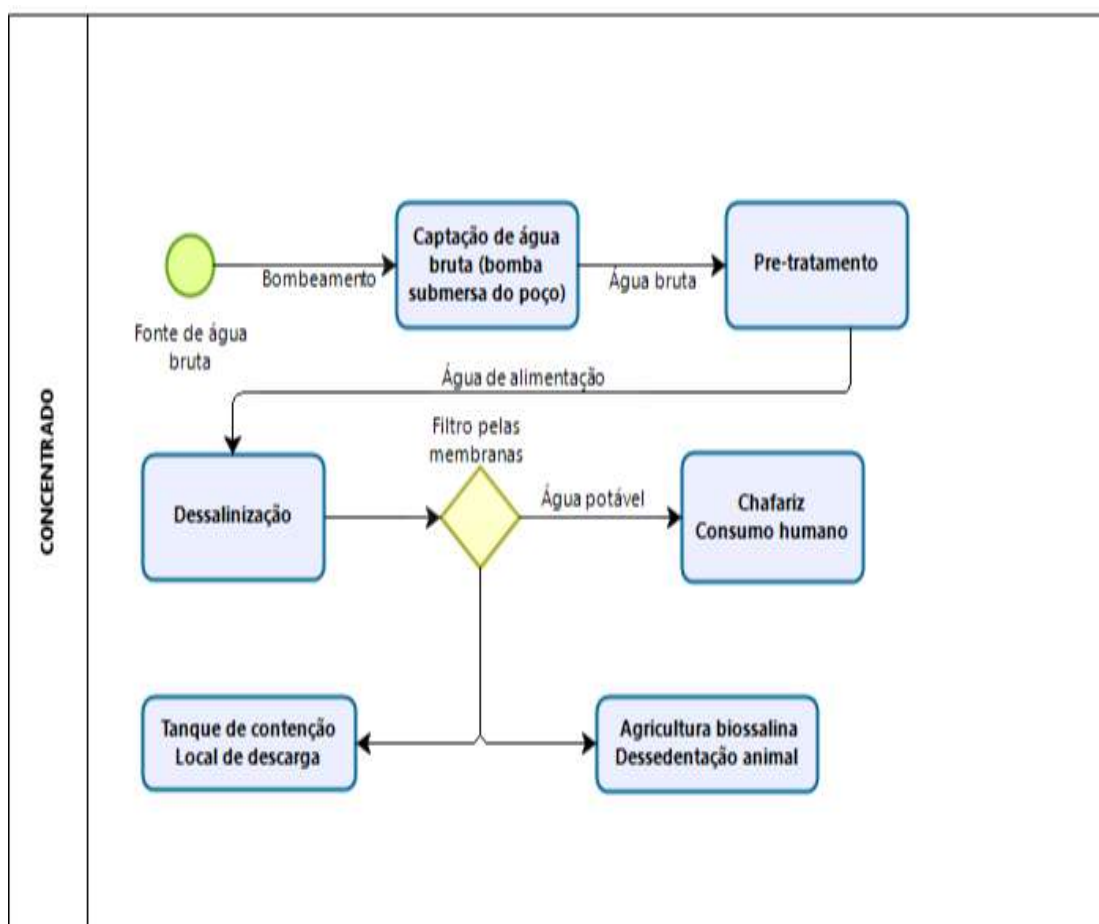 CONCENTRADO
Fonte de água
bruta
Bombeamento
Captação de água
bruta (bomba
submersa do poço)
Água bruta
Pre-tratamento
Água de alimentação
Dessalinização
Filtro pelas
membranas
Água potável
Chafariz
Consumo humano
Tanque de contenção
Local de descarga
Agricultura biossalina
Dessedentação animal